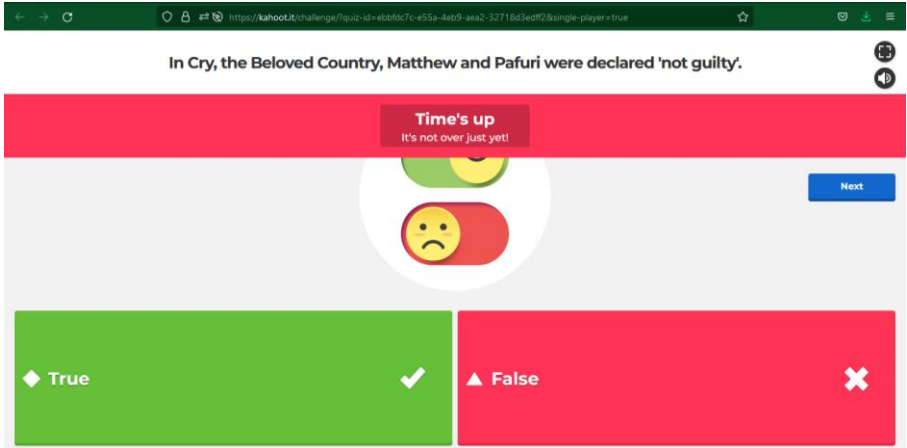 https://kahoot.it/challenge/?quiz-id=ebbfdc7c-e55a-4eb9-aea2-32718d3edff2&single-player=true
In Cry, the Beloved Country, Matthew and Pafuri were declared 'not guilty'.
Time's up
It's not over just yet!
Next
True
False